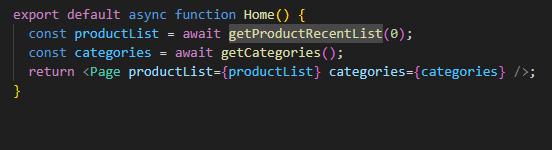 export default async function Home() {
  const productList = await getProductRecentList(0);
  const categories = await getCategories();
  return <Page productList={productList} categories={categories} />;
}